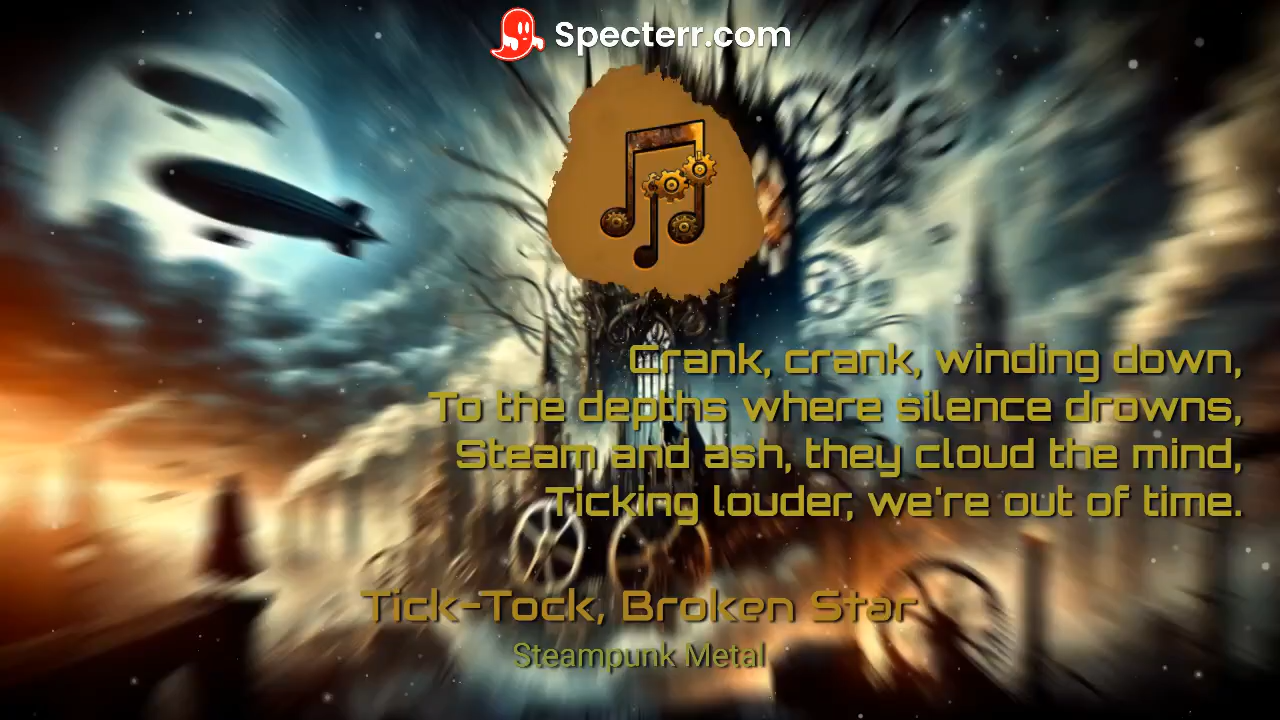 Specterr.com
Crank, crank, winding down,
To the depths where silence drowns,
Steam and ash, they cloud the mind,
Ticking louder, we're out of time.
Tick-Tock, Broken Star
Steampunk Metal